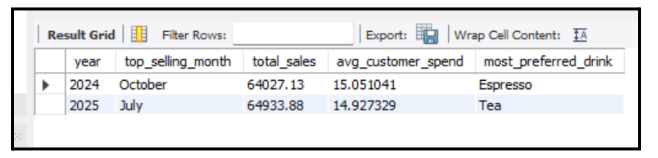 Result Grid Filter Rows: Export: Wrap Cell Content: IA
year top_selling_month total_sales avg_customer_spend most_preferred_drink
2024 October 64027.13 15.051041 Espresso
2025 July 64933.88 14.927329 Tea